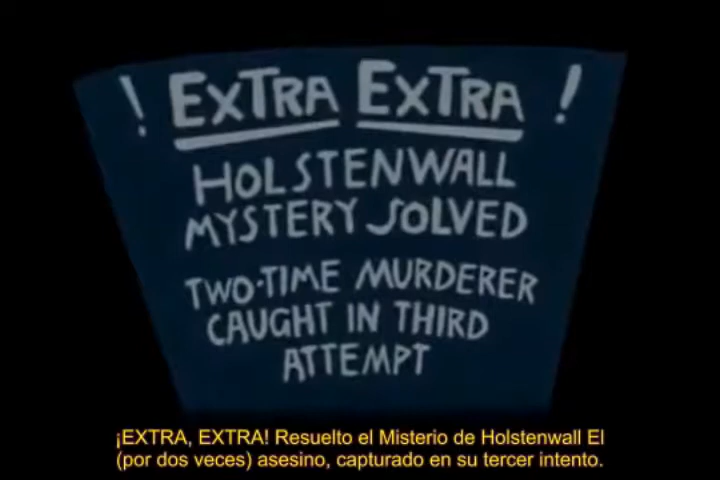 ! EXTRA EXTRA !
HOLSTENWALL
MYSTERY SOLVED
TWO-TIME MURDERER
CAUGHT IN THIRD
ATTEMPT
¡EXTRA, EXTRA! Resuelto el Misterio de Holstenwall El
(por dos veces) asesino, capturado en su tercer intento.